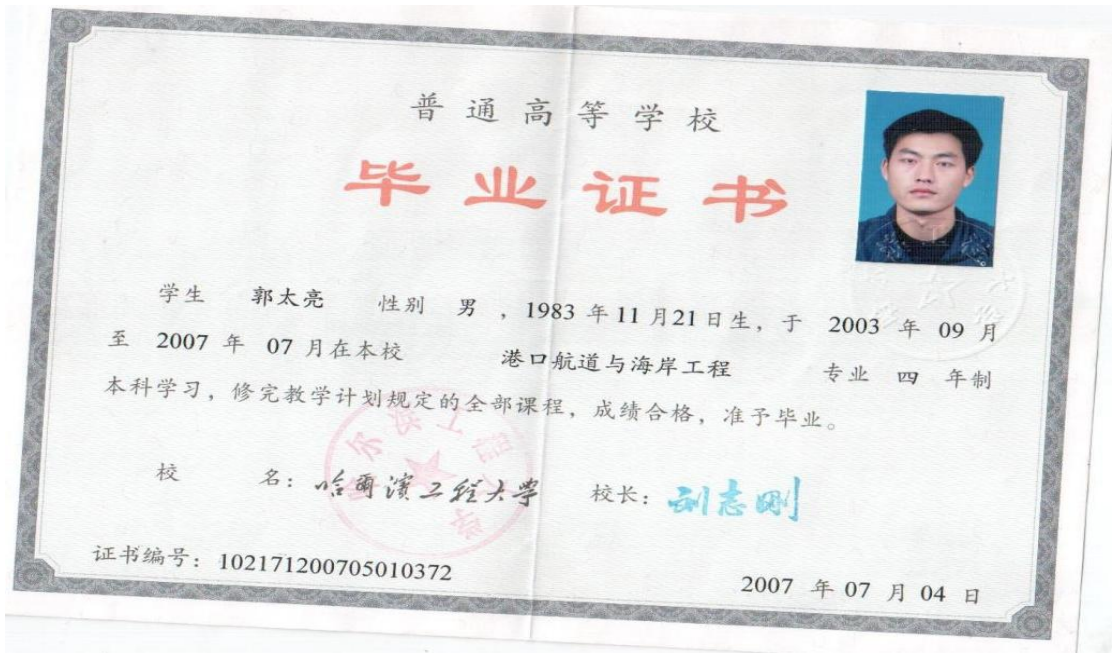 普通高等学校
毕业证书
学生 郭太亮 性别 男 ，1983 年 11 月 21 日生，于 2003 年 09 月
至 2007 年 07 月在本校 港口航道与海岸工程 专业 四 年制
本科学习，修完教学计划规定的全部课程，成绩合格，准予毕业。
校 名：哈尔滨工程大学 校长：刘志刚
证书编号：102171200705010372
2007 年 07 月 04 日